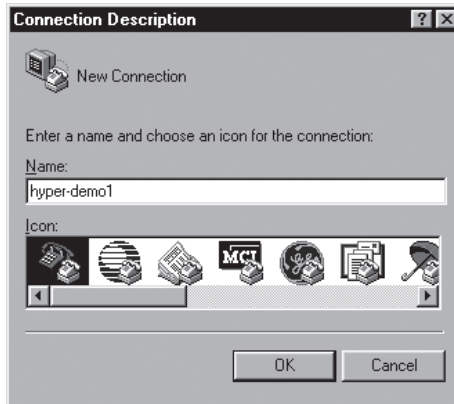 Connection Description
New Connection
Enter a name and choose an icon for the connection:
Name:
hyper-demo1
Icon:
MCI
OK
Cancel